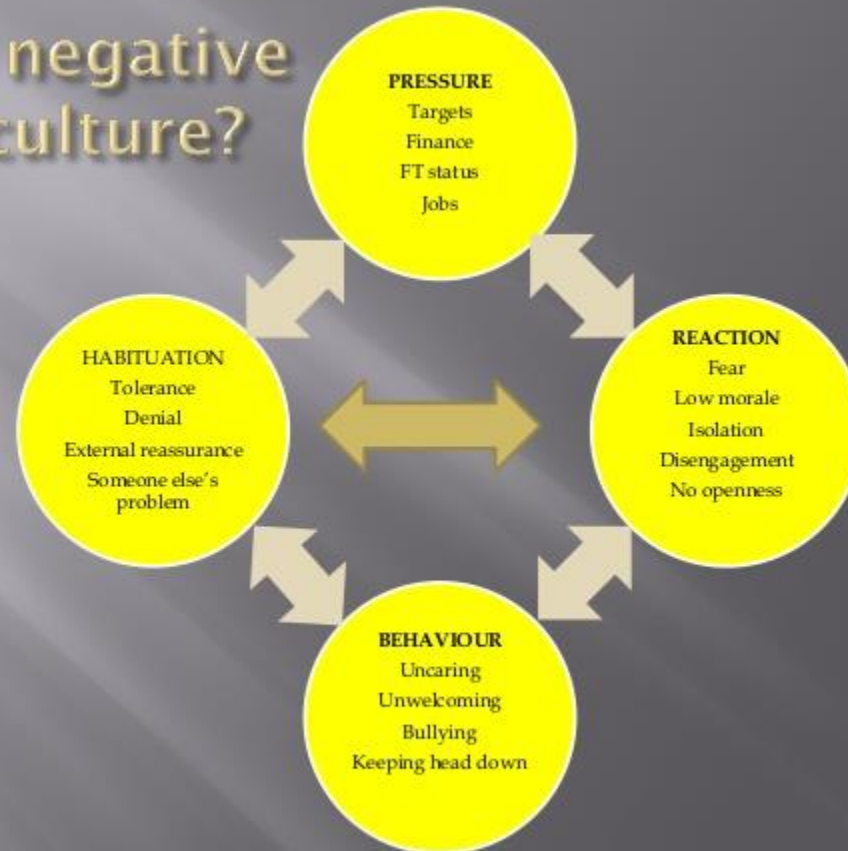 negative
culture?
PRESSURE
Targets
Finance
FT status
Jobs
HABITUATION
Tolerance
Denial
External reassurance
Someone else's
problem
REACTION
Fear
Low morale
Isolation
Disengagement
No openness
BEHAVIOUR
Uncaring
Unwelcoming
Bullying
Keeping head down